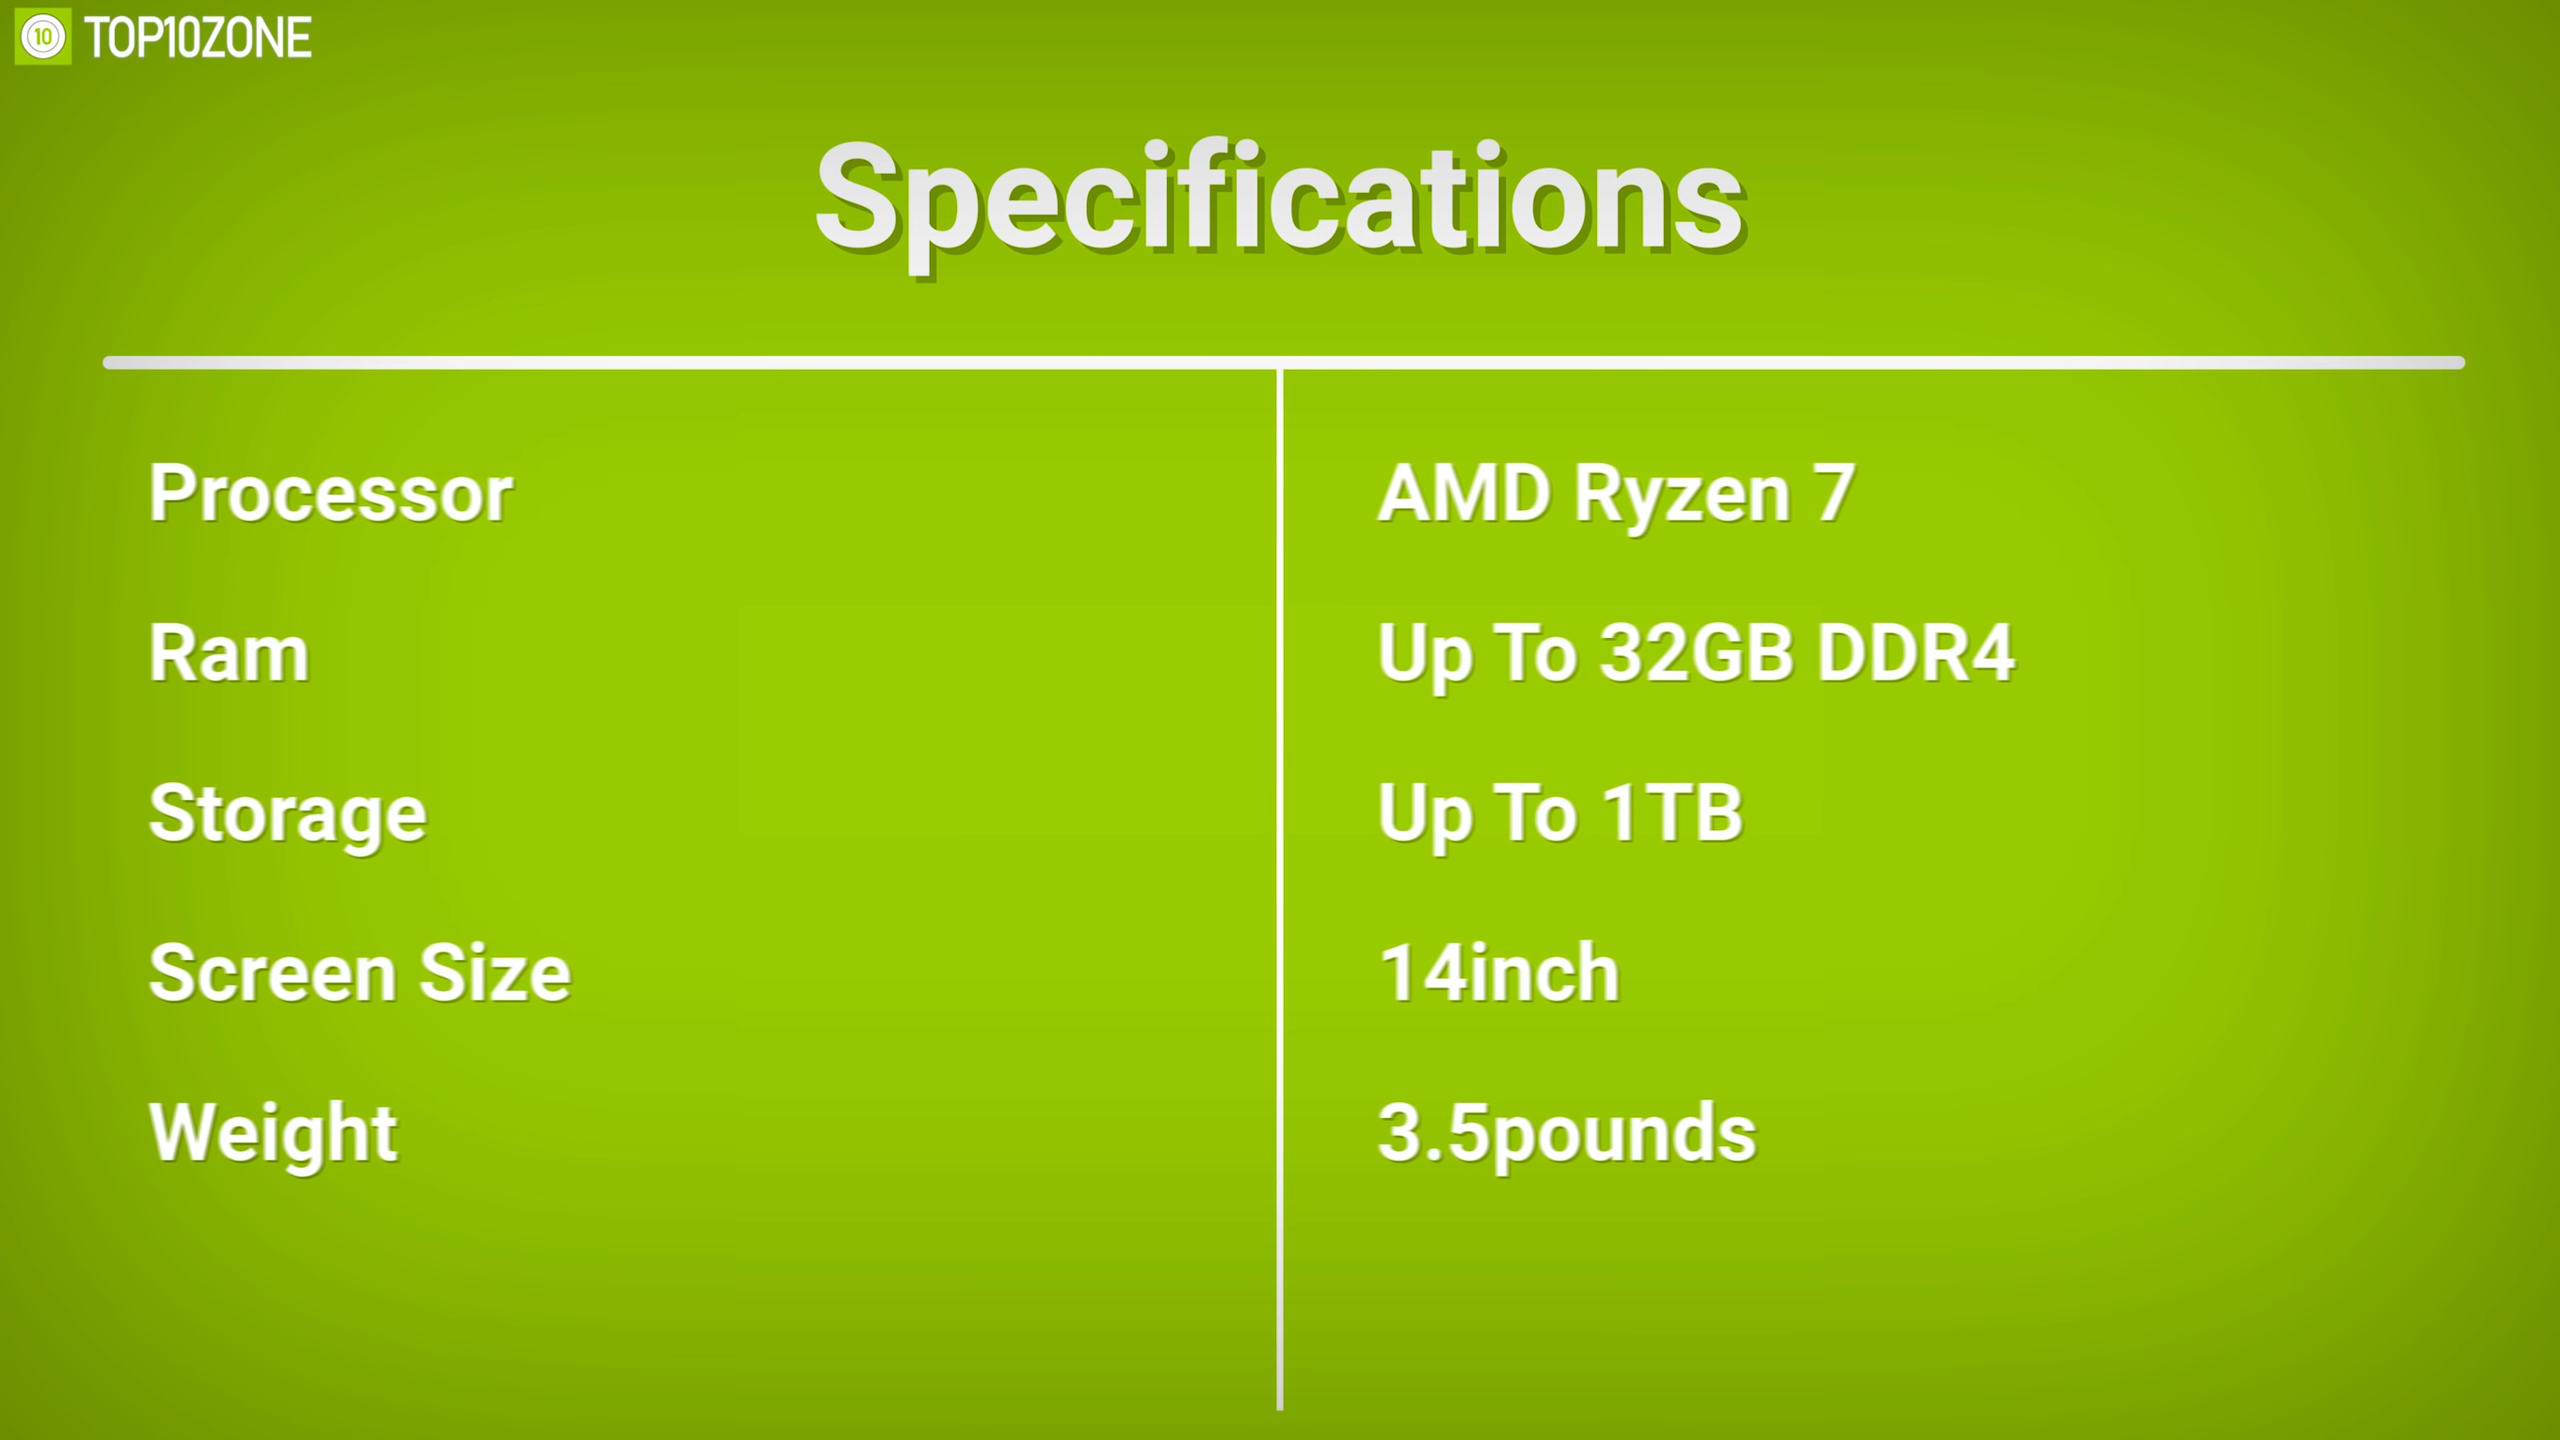 10 TOP10ZONE
Specifications
Processor AMD Ryzen 7
Ram Up To 32GB DDR4
Storage Up To 1TB
Screen Size 14inch
Weight 3.5pounds